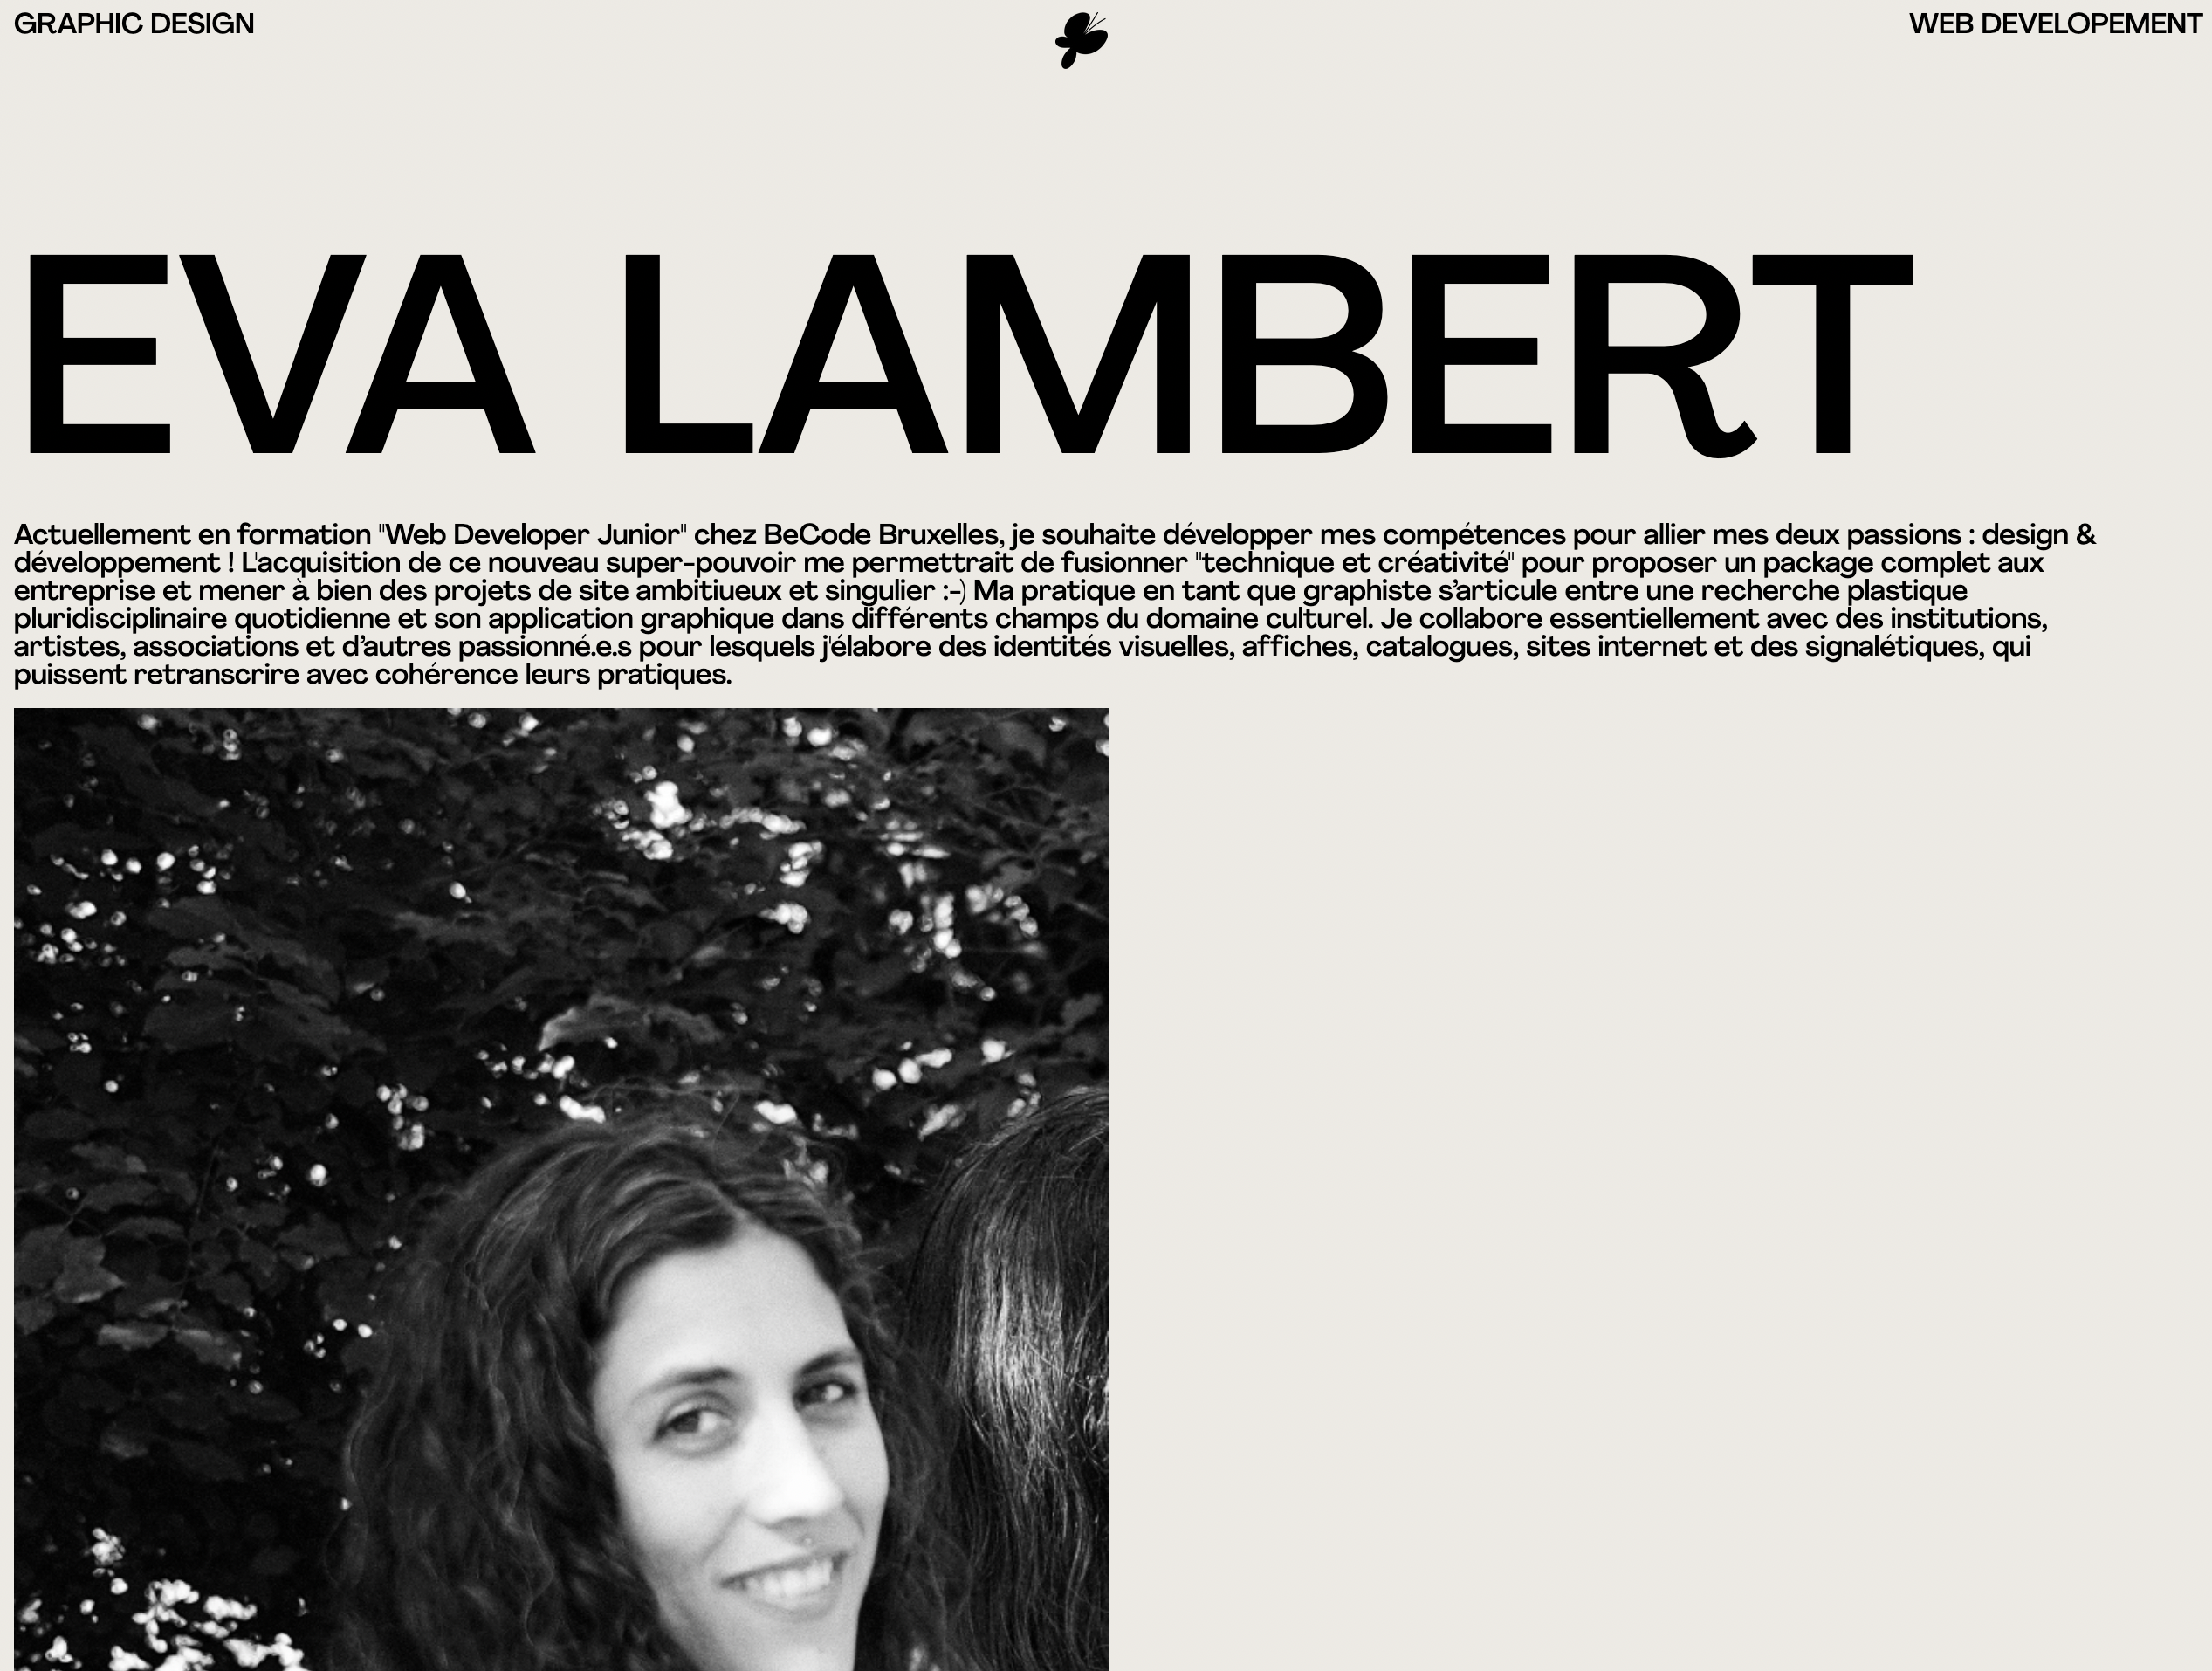 GRAPHIC DESIGN
WEB DEVELOPEMENT
EVA LAMBERT
Actuellement en formation "Web Developer Junior" chez BeCode Bruxelles, je souhaite développer mes compétences pour allier mes deux passions : design &
développement ! L'acquisition de ce nouveau super-pouvoir me permettrait de fusionner "technique et créativité" pour proposer un package complet aux
entreprise et mener à bien des projets de site ambitiueux et singulier :-) Ma pratique en tant que graphiste s’articule entre une recherche plastique
pluridisciplinaire quotidienne et son application graphique dans différents champs du domaine culturel. Je collabore essentiellement avec des institutions,
artistes, associations et d’autres passionné.e.s pour lesquels j'élabore des identités visuelles, affiches, catalogues, sites internet et des signalétiques, qui
puissent retranscrire avec cohérence leurs pratiques.